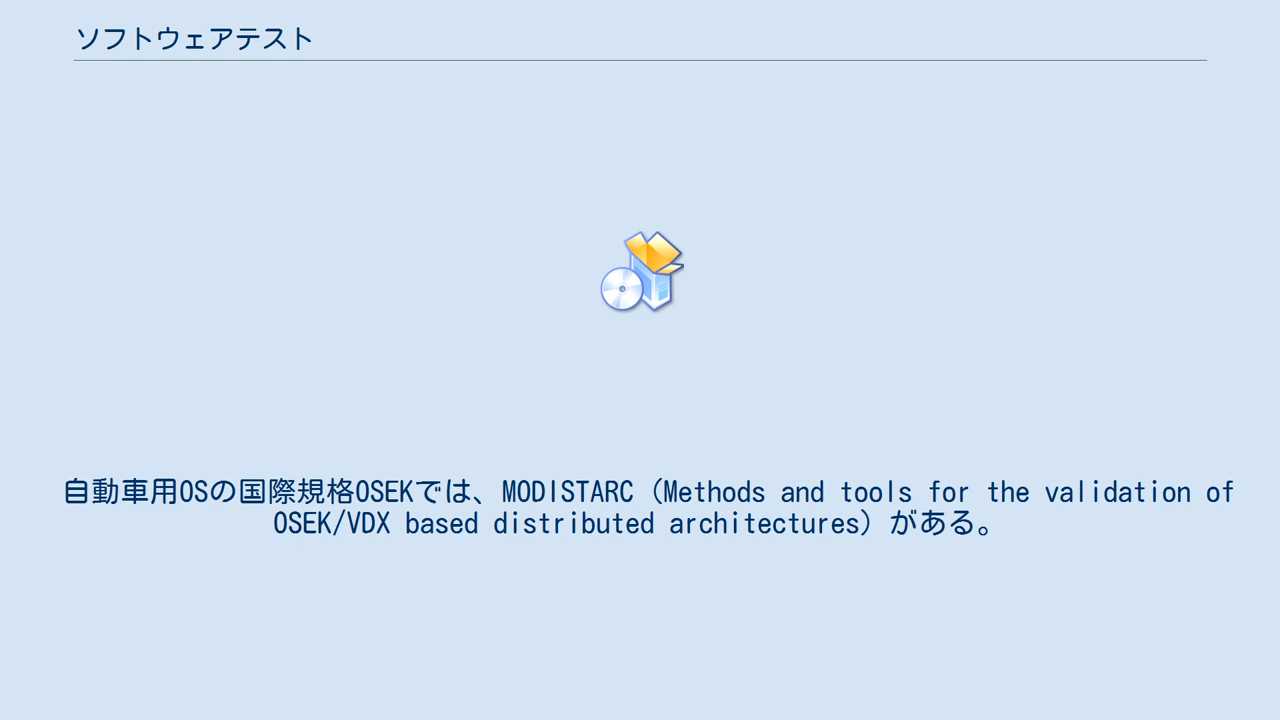 ソフトウェアテスト
自動車用OSの国際規格OSEKでは、MODISTARC（Methods and tools for the validation of
OSEK/VDX based distributed architectures）がある。